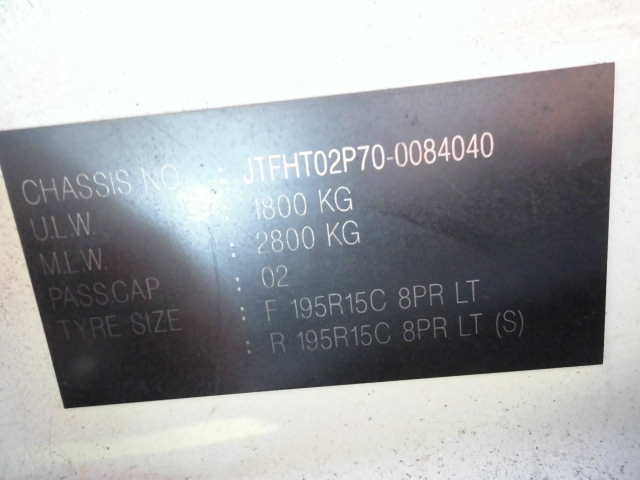 CHASSIS NO : JTFHT02P70-0084040
U.L.W. : 1800 KG
M.L.W. : 2800 KG
PASS.CAP : 02
TYRE SIZE : F 195R15C 8PR LT
: R 195R15C 8PR LT (S)